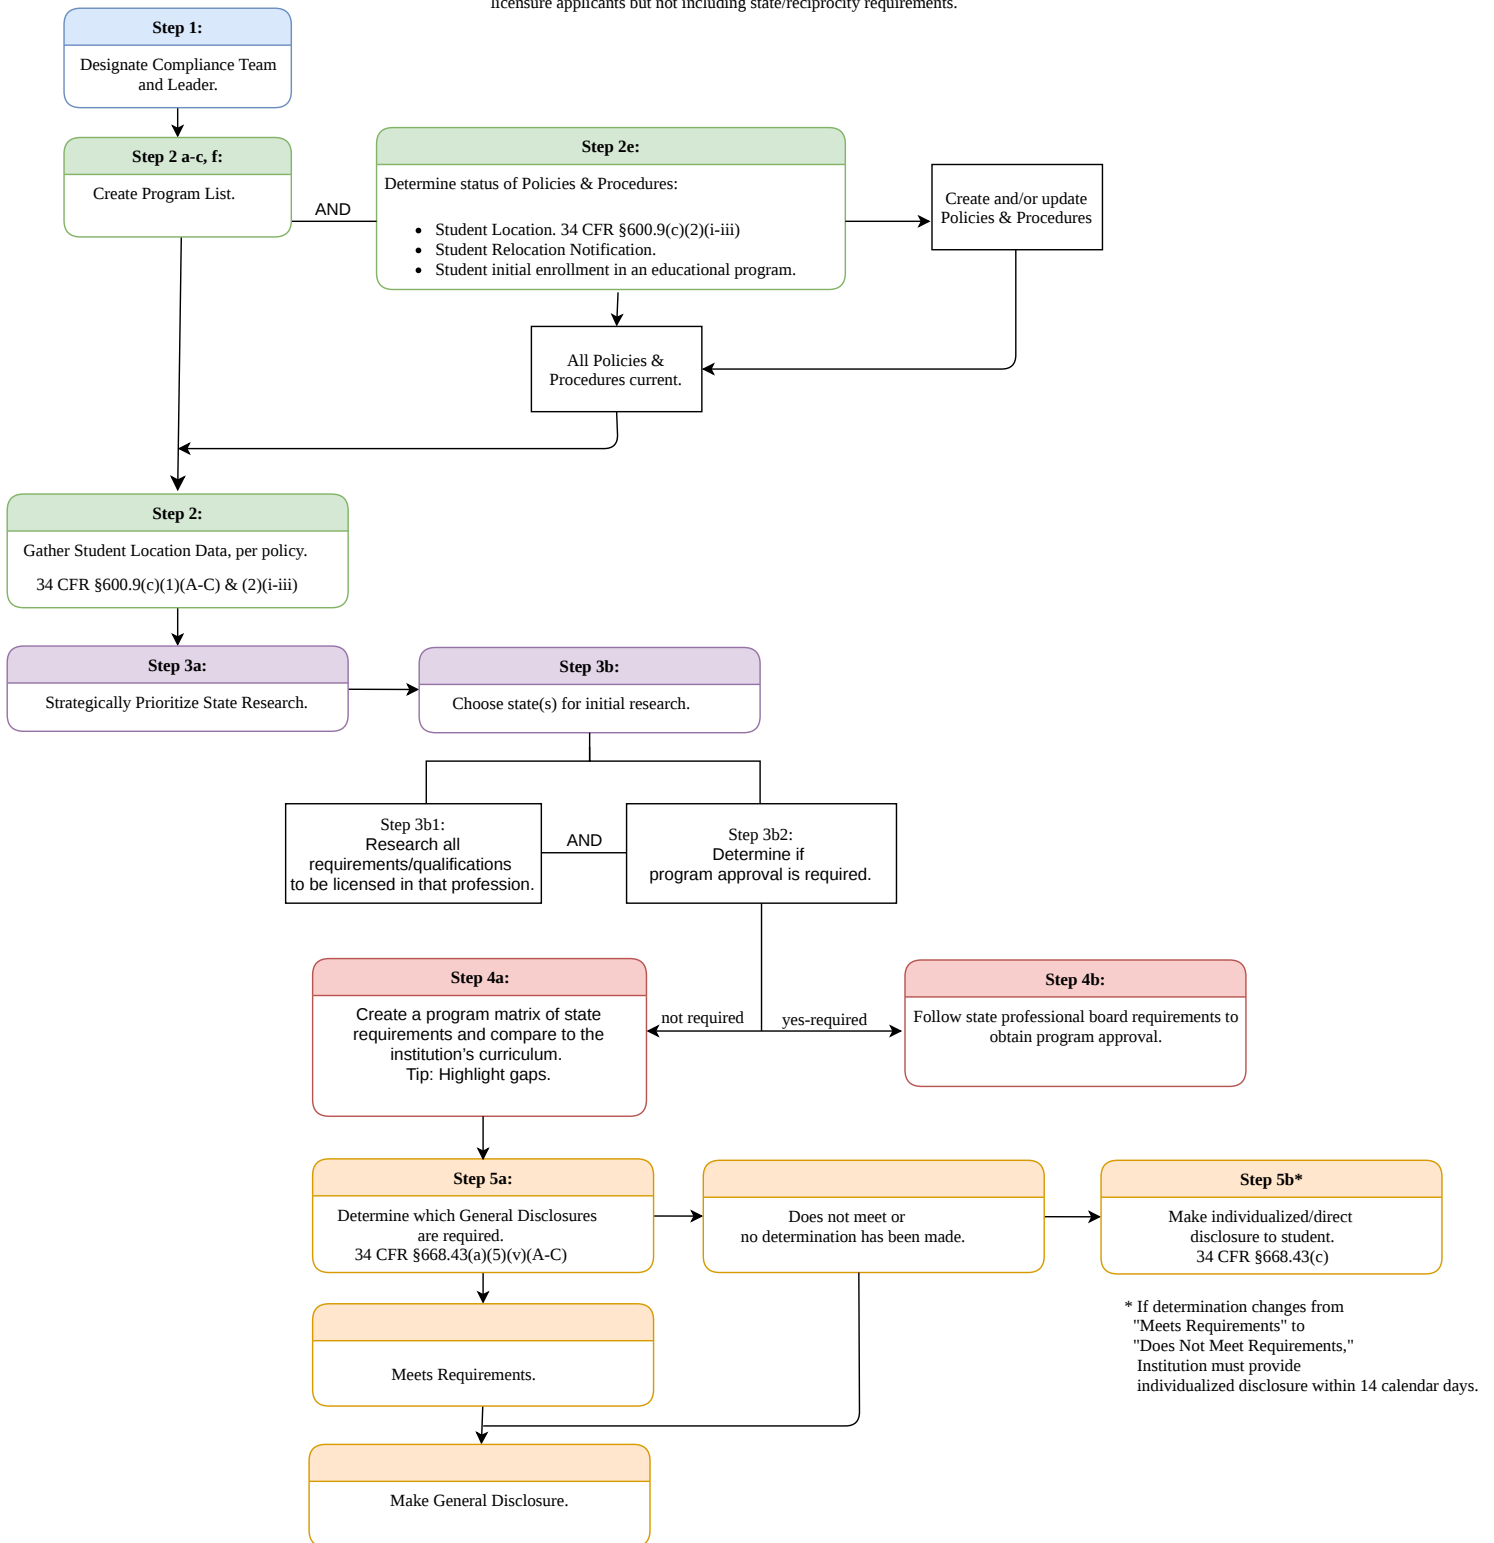 licensure applicants but not including state/reciprocity requirements.
Step 1:
Designate Compliance Team
and Leader.
Step 2 a-c, f:
Create Program List.
AND
Step 2e:
Determine status of Policies & Procedures:
• Student Location. 34 CFR §600.9(c)(2)(i-iii)
• Student Relocation Notification.
• Student initial enrollment in an educational program.
Create and/or update
Policies & Procedures
All Policies &
Procedures current.
Step 2:
Gather Student Location Data, per policy.
34 CFR §600.9(c)(1)(A-C) & (2)(i-iii)
Step 3a:
Strategically Prioritize State Research.
Step 3b:
Choose state(s) for initial research.
Step 3b1:
Research all
requirements/qualifications
to be licensed in that profession.
AND
Step 3b2:
Determine if
program approval is required.
not required
yes-required
Step 4a:
Create a program matrix of state
requirements and compare to the
institution’s curriculum.
Tip: Highlight gaps.
Step 4b:
Follow state professional board requirements to
obtain program approval.
Step 5a:
Determine which General Disclosures
are required.
34 CFR §668.43(a)(5)(v)(A-C)
Does not meet or
no determination has been made.
Step 5b*
Make individualized/direct
disclosure to student.
34 CFR §668.43(c)
* If determination changes from
"Meets Requirements" to
"Does Not Meet Requirements,"
Institution must provide
individualized disclosure within 14 calendar days.
Meets Requirements.
Make General Disclosure.